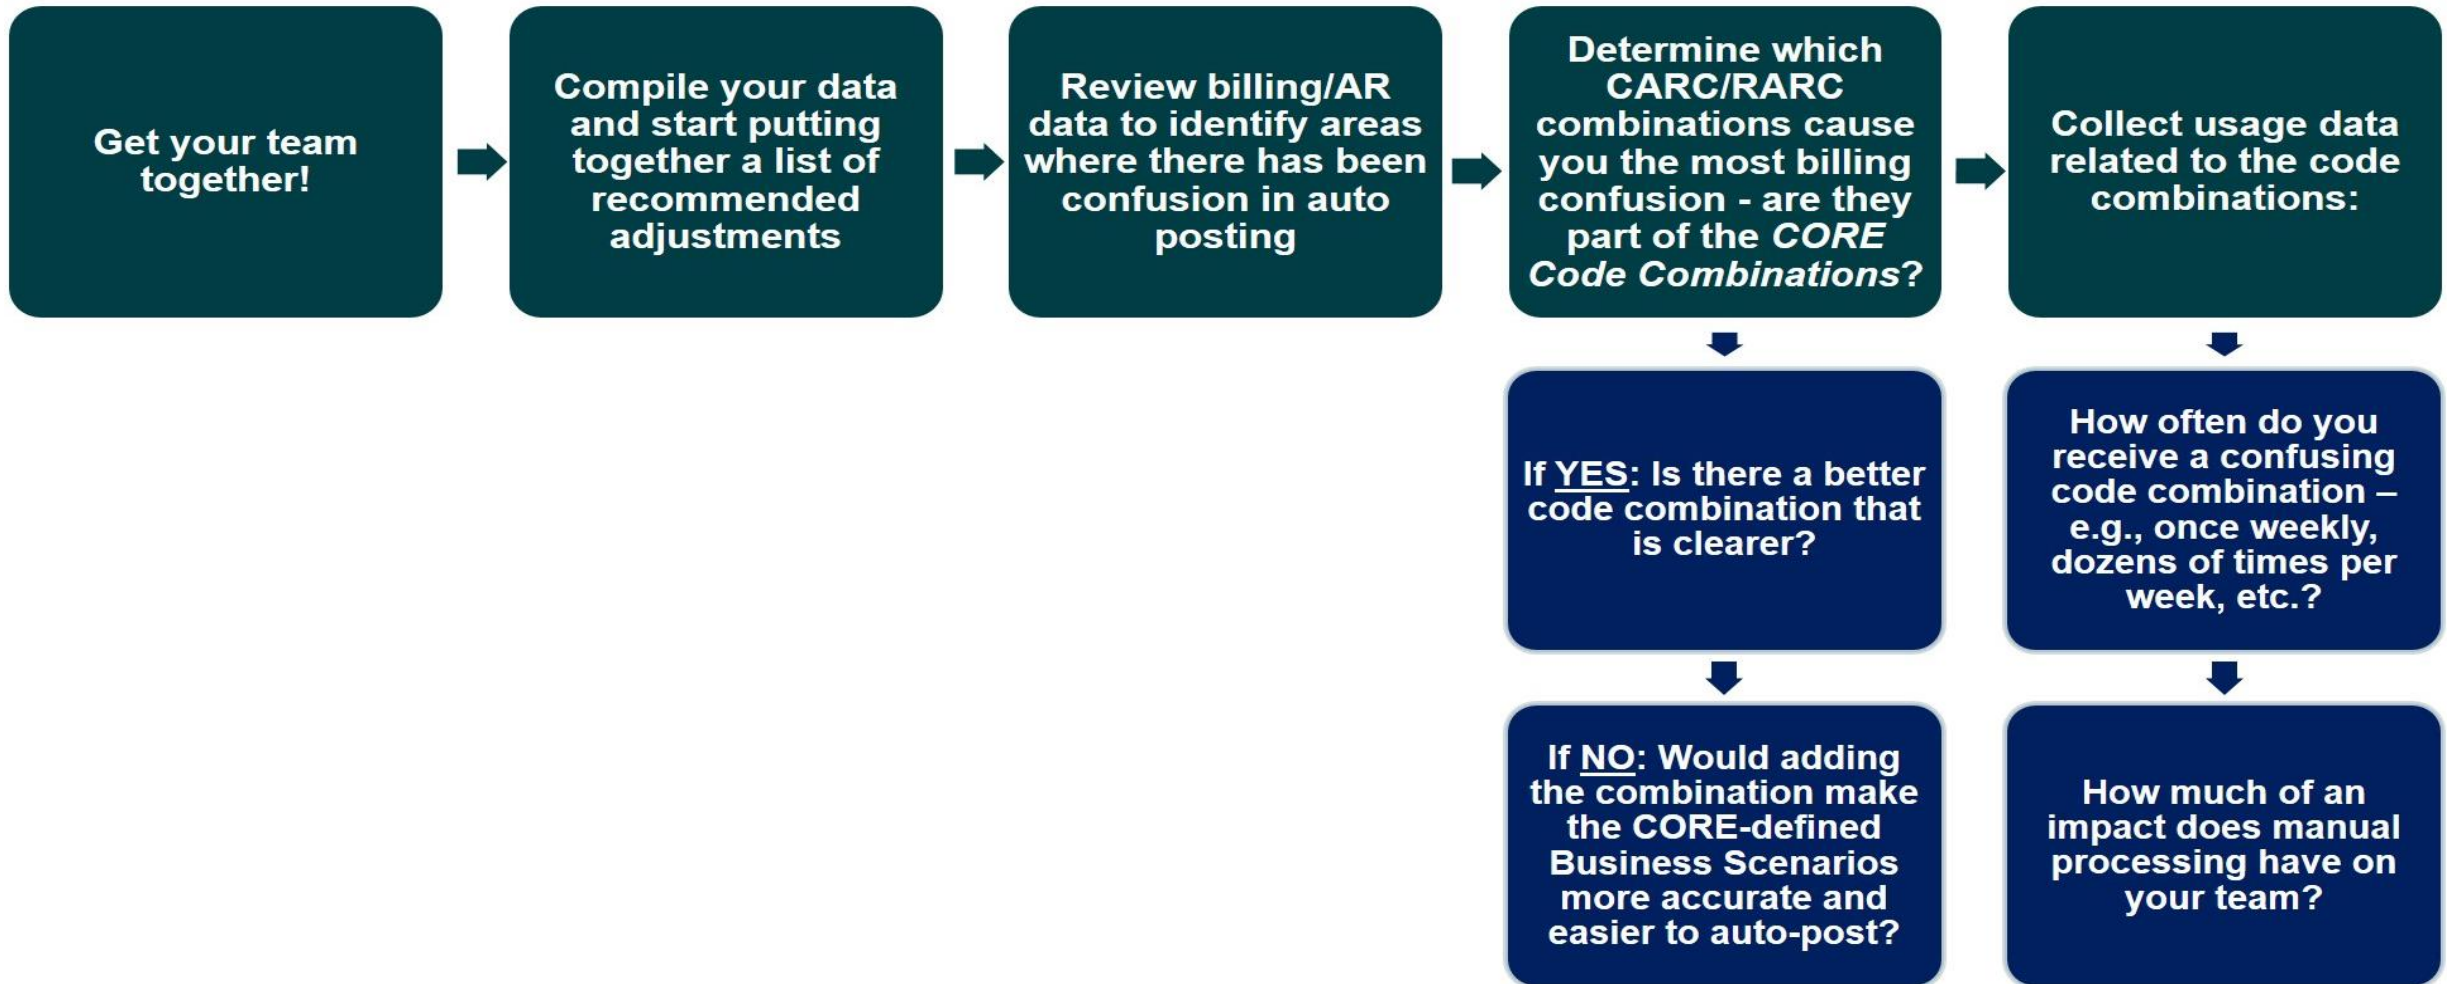 Get your team
together!
Compile your data
and start putting
together a list of
recommended
adjustments
Review billing/AR
data to identify areas
where there has been
confusion in auto
posting
Determine which
CARC/RARC
combinations cause
you the most billing
confusion - are they
part of the CORE
Code Combinations?
Collect usage data
related to the code
combinations:
If YES: Is there a better
code combination that
is clearer?
How often do you
receive a confusing
code combination –
e.g., once weekly,
dozens of times per
week, etc.?
If NO: Would adding
the combination make
the CORE-defined
Business Scenarios
more accurate and
easier to auto-post?
How much of an
impact does manual
processing have on
your team?